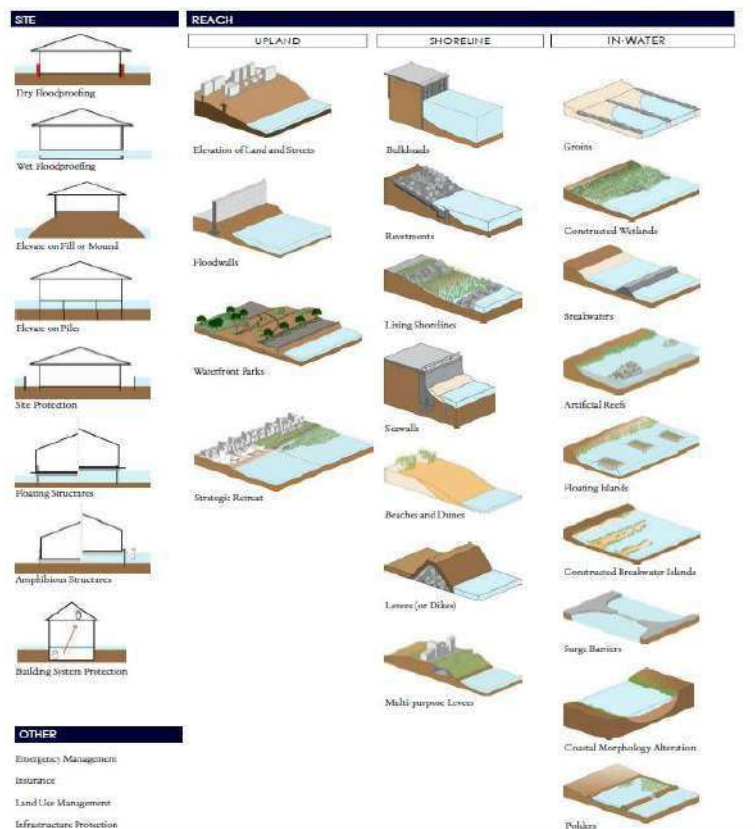 SITE
Dry Floodproofing
Wet Floodproofing
Elevate on Fill or Mound
Elevate on Piles
Site Protection
Floating Structures
Amphibious Structures
Building System Protection
OTHER
Emergency Management
Insurance
Land Use Management
Infrastructure Protection
REACH
UPLAND
Elevation of Land and Streets
Floodwalls
Waterfront Parks
Strategic Retreat
SHORELINE
Bulkheads
Revetments
Living Shorelines
Seawalls
Beaches and Dunes
Levees (or Dikes)
Multi-purpose Levees
IN-WATER
Groins
Constructed Wetlands
Breakwaters
Artificial Reefs
Floating Islands
Constructed Breakwater Islands
Surge Barriers
Coastal Morphology Alteration
Polders